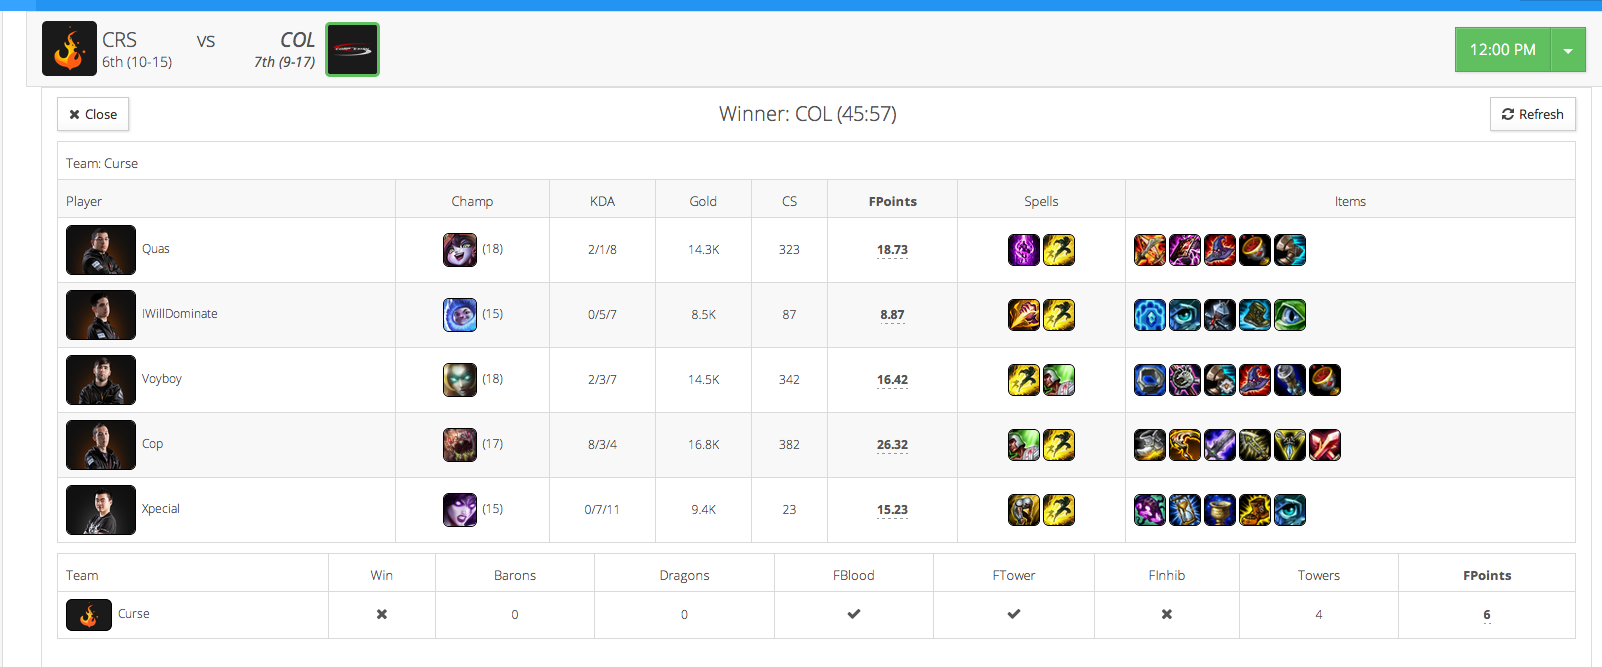 CRS VS COL
6th (10-15) 7th (9-17)
12:00 PM
Close Winner: COL (45:57) Refresh
Team: Curse
Player Champ KDA Gold CS FPoints Spells Items
Quas (18) 2/1/8 14.3K 323 18.73
IWillDominate (15) 0/5/7 8.5K 87 8.87
Voyboy (18) 2/3/7 14.5K 342 16.42
Cop (17) 8/3/4 16.8K 382 26.32
Xpecial (15) 0/7/11 9.4K 23 15.23
Team Win Barons Dragons FBlood FTower FInhib Towers FPoints
Curse 0 0 4 6